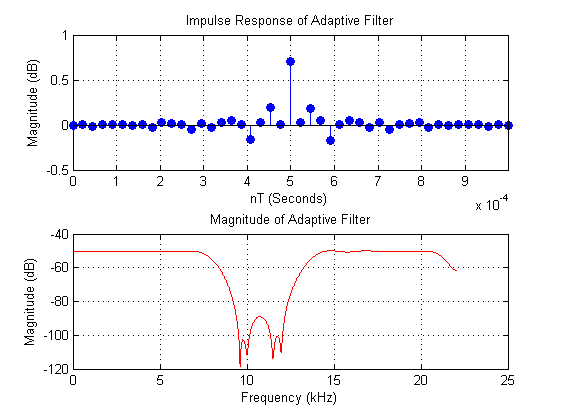 Impulse Response of Adaptive Filter
1
0.5
0
-0.5
Magnitude (dB)
0 1 2 3 4 5 6 7 8 9
nT (Seconds)
x 10-4
Magnitude of Adaptive Filter
-40
-60
-80
-100
-120
Magnitude (dB)
0 5 10 15 20 25
Frequency (kHz)